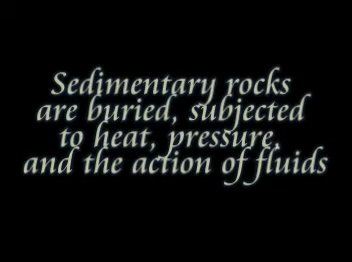 Sedimentary rocks
are buried, subjected
to heat, pressure,
and the action of fluids